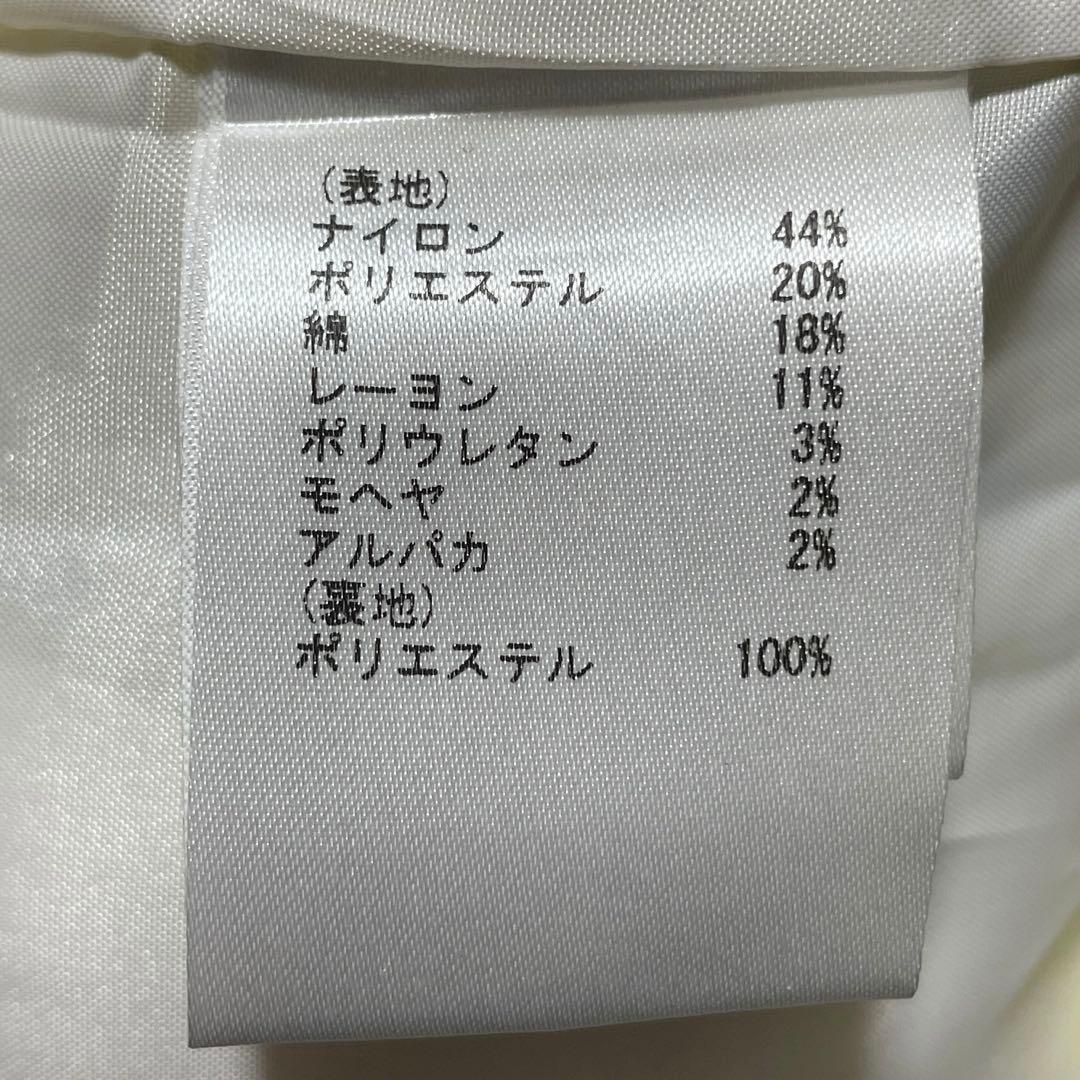 (表地)
ナイロン 44%
ポリエステル 20%
綿 18%
レーヨン 11%
ポリウレタン 3%
モヘヤ 2%
アルパカ 2%
(裏地)
ポリエステル 100%